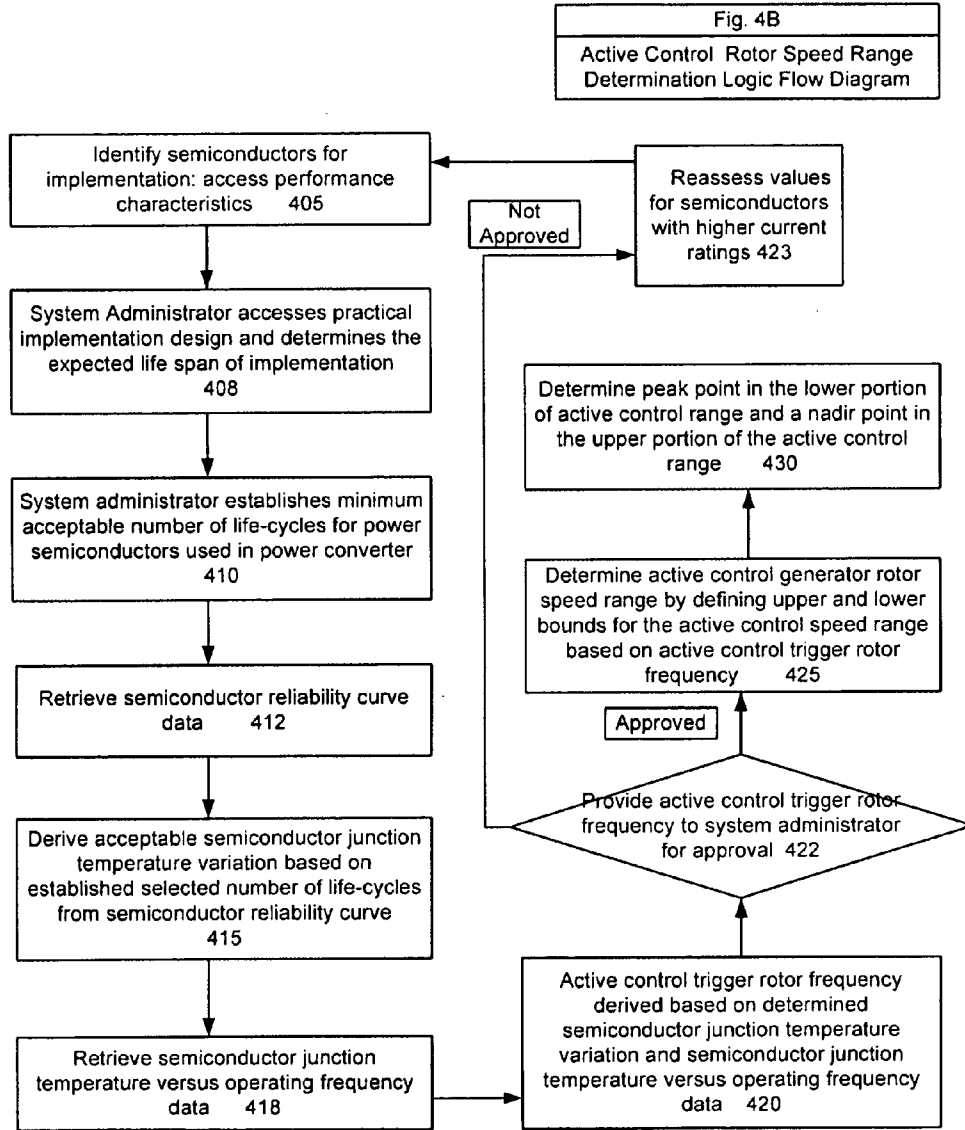 Fig. 4B
Active Control Rotor Speed Range
Determination Logic Flow Diagram
Identify semiconductors for
implementation: access performance
characteristics 405
System Administrator accesses practical
implementation design and determines the
expected life span of implementation
408
System administrator establishes minimum
acceptable number of life-cycles for power
semiconductors used in power converter
410
Retrieve semiconductor reliability curve
data 412
Derive acceptable semiconductor junction
temperature variation based on
established selected number of life-cycles
from semiconductor reliability curve
415
Retrieve semiconductor junction
temperature versus operating frequency
data 418
Active control trigger rotor frequency
derived based on determined
semiconductor junction temperature
variation and semiconductor junction
temperature versus operating frequency
data 420
Provide active control trigger rotor
frequency to system administrator
for approval 422
Not
Approved
Reassess values
for semiconductors
with higher current
ratings 423
Approved
Determine active control generator rotor
speed range by defining upper and lower
bounds for the active control speed range
based on active control trigger rotor
frequency 425
Determine peak point in the lower portion
of active control range and a nadir point in
the upper portion of the active control
range 430